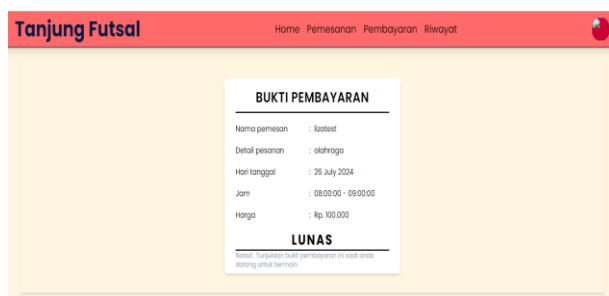 Tanjung Futsal
Home Pemesanan Pembayaran Riwayat
BUKTI PEMBAYARAN
Nama pemesan : lizatest
Detail pesanan : olahraga
Hari tanggal : 26 July 2024
Jam : 08:00:00 - 09:00:00
Harga : Rp. 100.000
LUNAS
Noted : Tunjukkan bukti pembayaran ini saat anda
datang untuk bermain